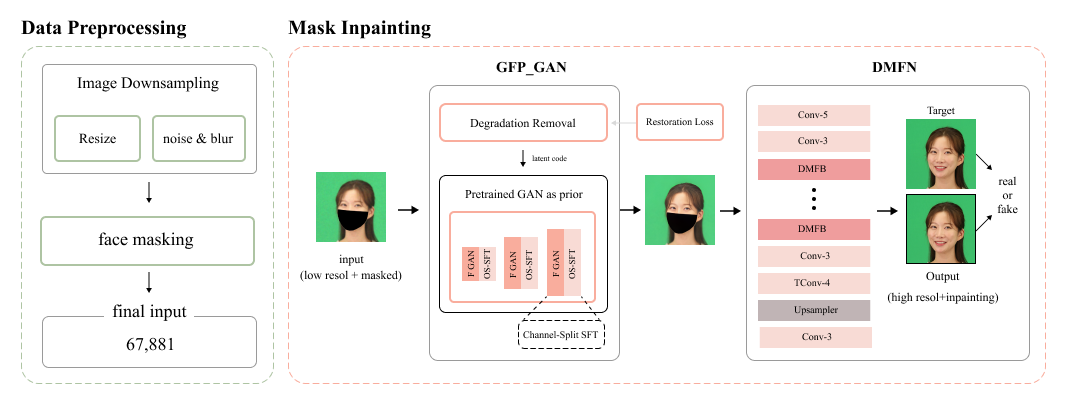 Data Preprocessing
Image Downsampling
Resize
noise & blur
face masking
final input
67,881
Mask Inpainting
input
(low resol + masked)
GFP_GAN
Degradation Removal
Restoration Loss
latent code
Pretrained GAN as prior
F GAN
OS-SFT
F GAN
OS-SFT
F GAN
OS-SFT
Channel-Split SFT
DMFN
Conv-5
Conv-3
DMFB
DMFB
Conv-3
TConv-4
Upsampler
Conv-3
Target
Output
(high resol+inpainting)
real
or
fake